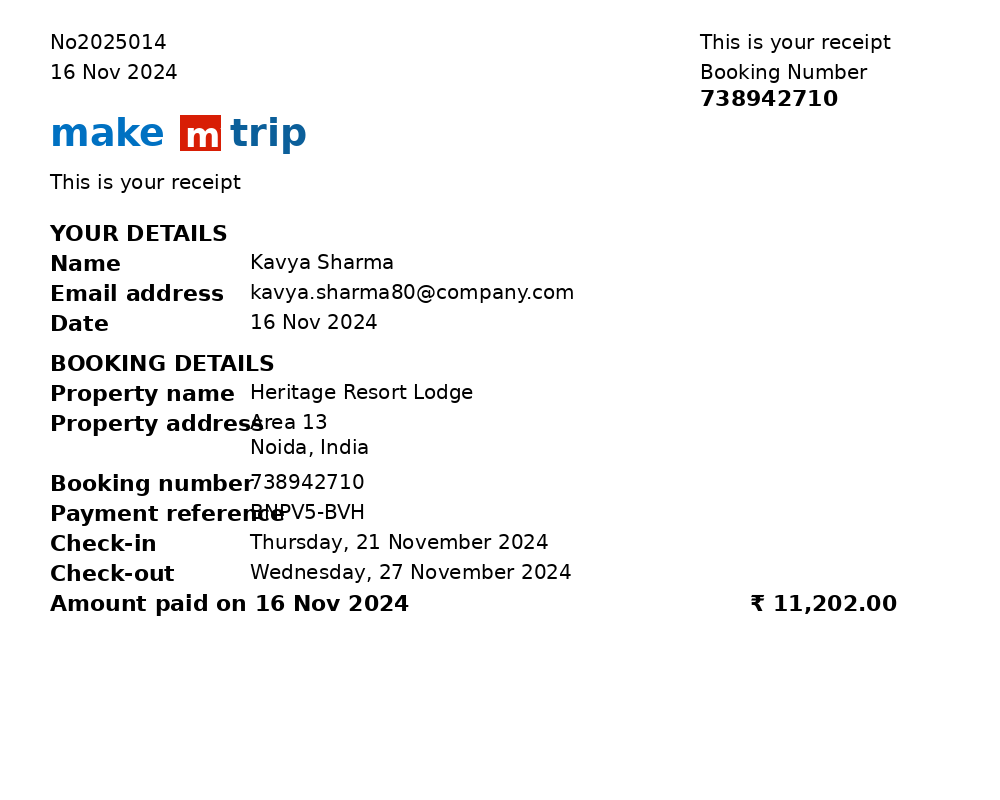 No2025014
16 Nov 2024
This is your receipt
Booking Number
738942710
make m trip
This is your receipt
YOUR DETAILS
Name Kavya Sharma
Email address kavya.sharma80@company.com
Date 16 Nov 2024
BOOKING DETAILS
Property name Heritage Resort Lodge
Property address Area 13
Noida, India
Booking number 738942710
Payment reference BNPV5-BVH
Check-in Thursday, 21 November 2024
Check-out Wednesday, 27 November 2024
Amount paid on 16 Nov 2024 ₹ 11,202.00